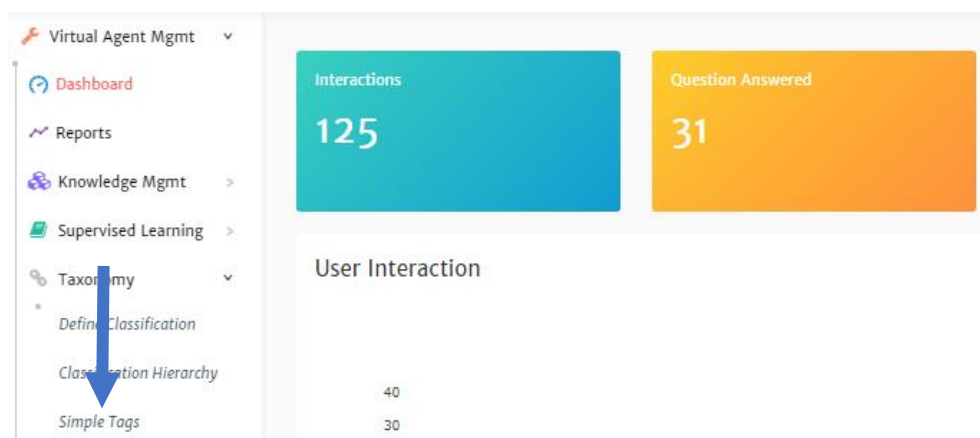 Virtual Agent Mgmt
Dashboard
Reports
Knowledge Mgmt
Supervised Learning
Taxonomy
Define Classification
Classification Hierarchy
Simple Tags
Interactions
125
Question Answered
31
User Interaction
40
30